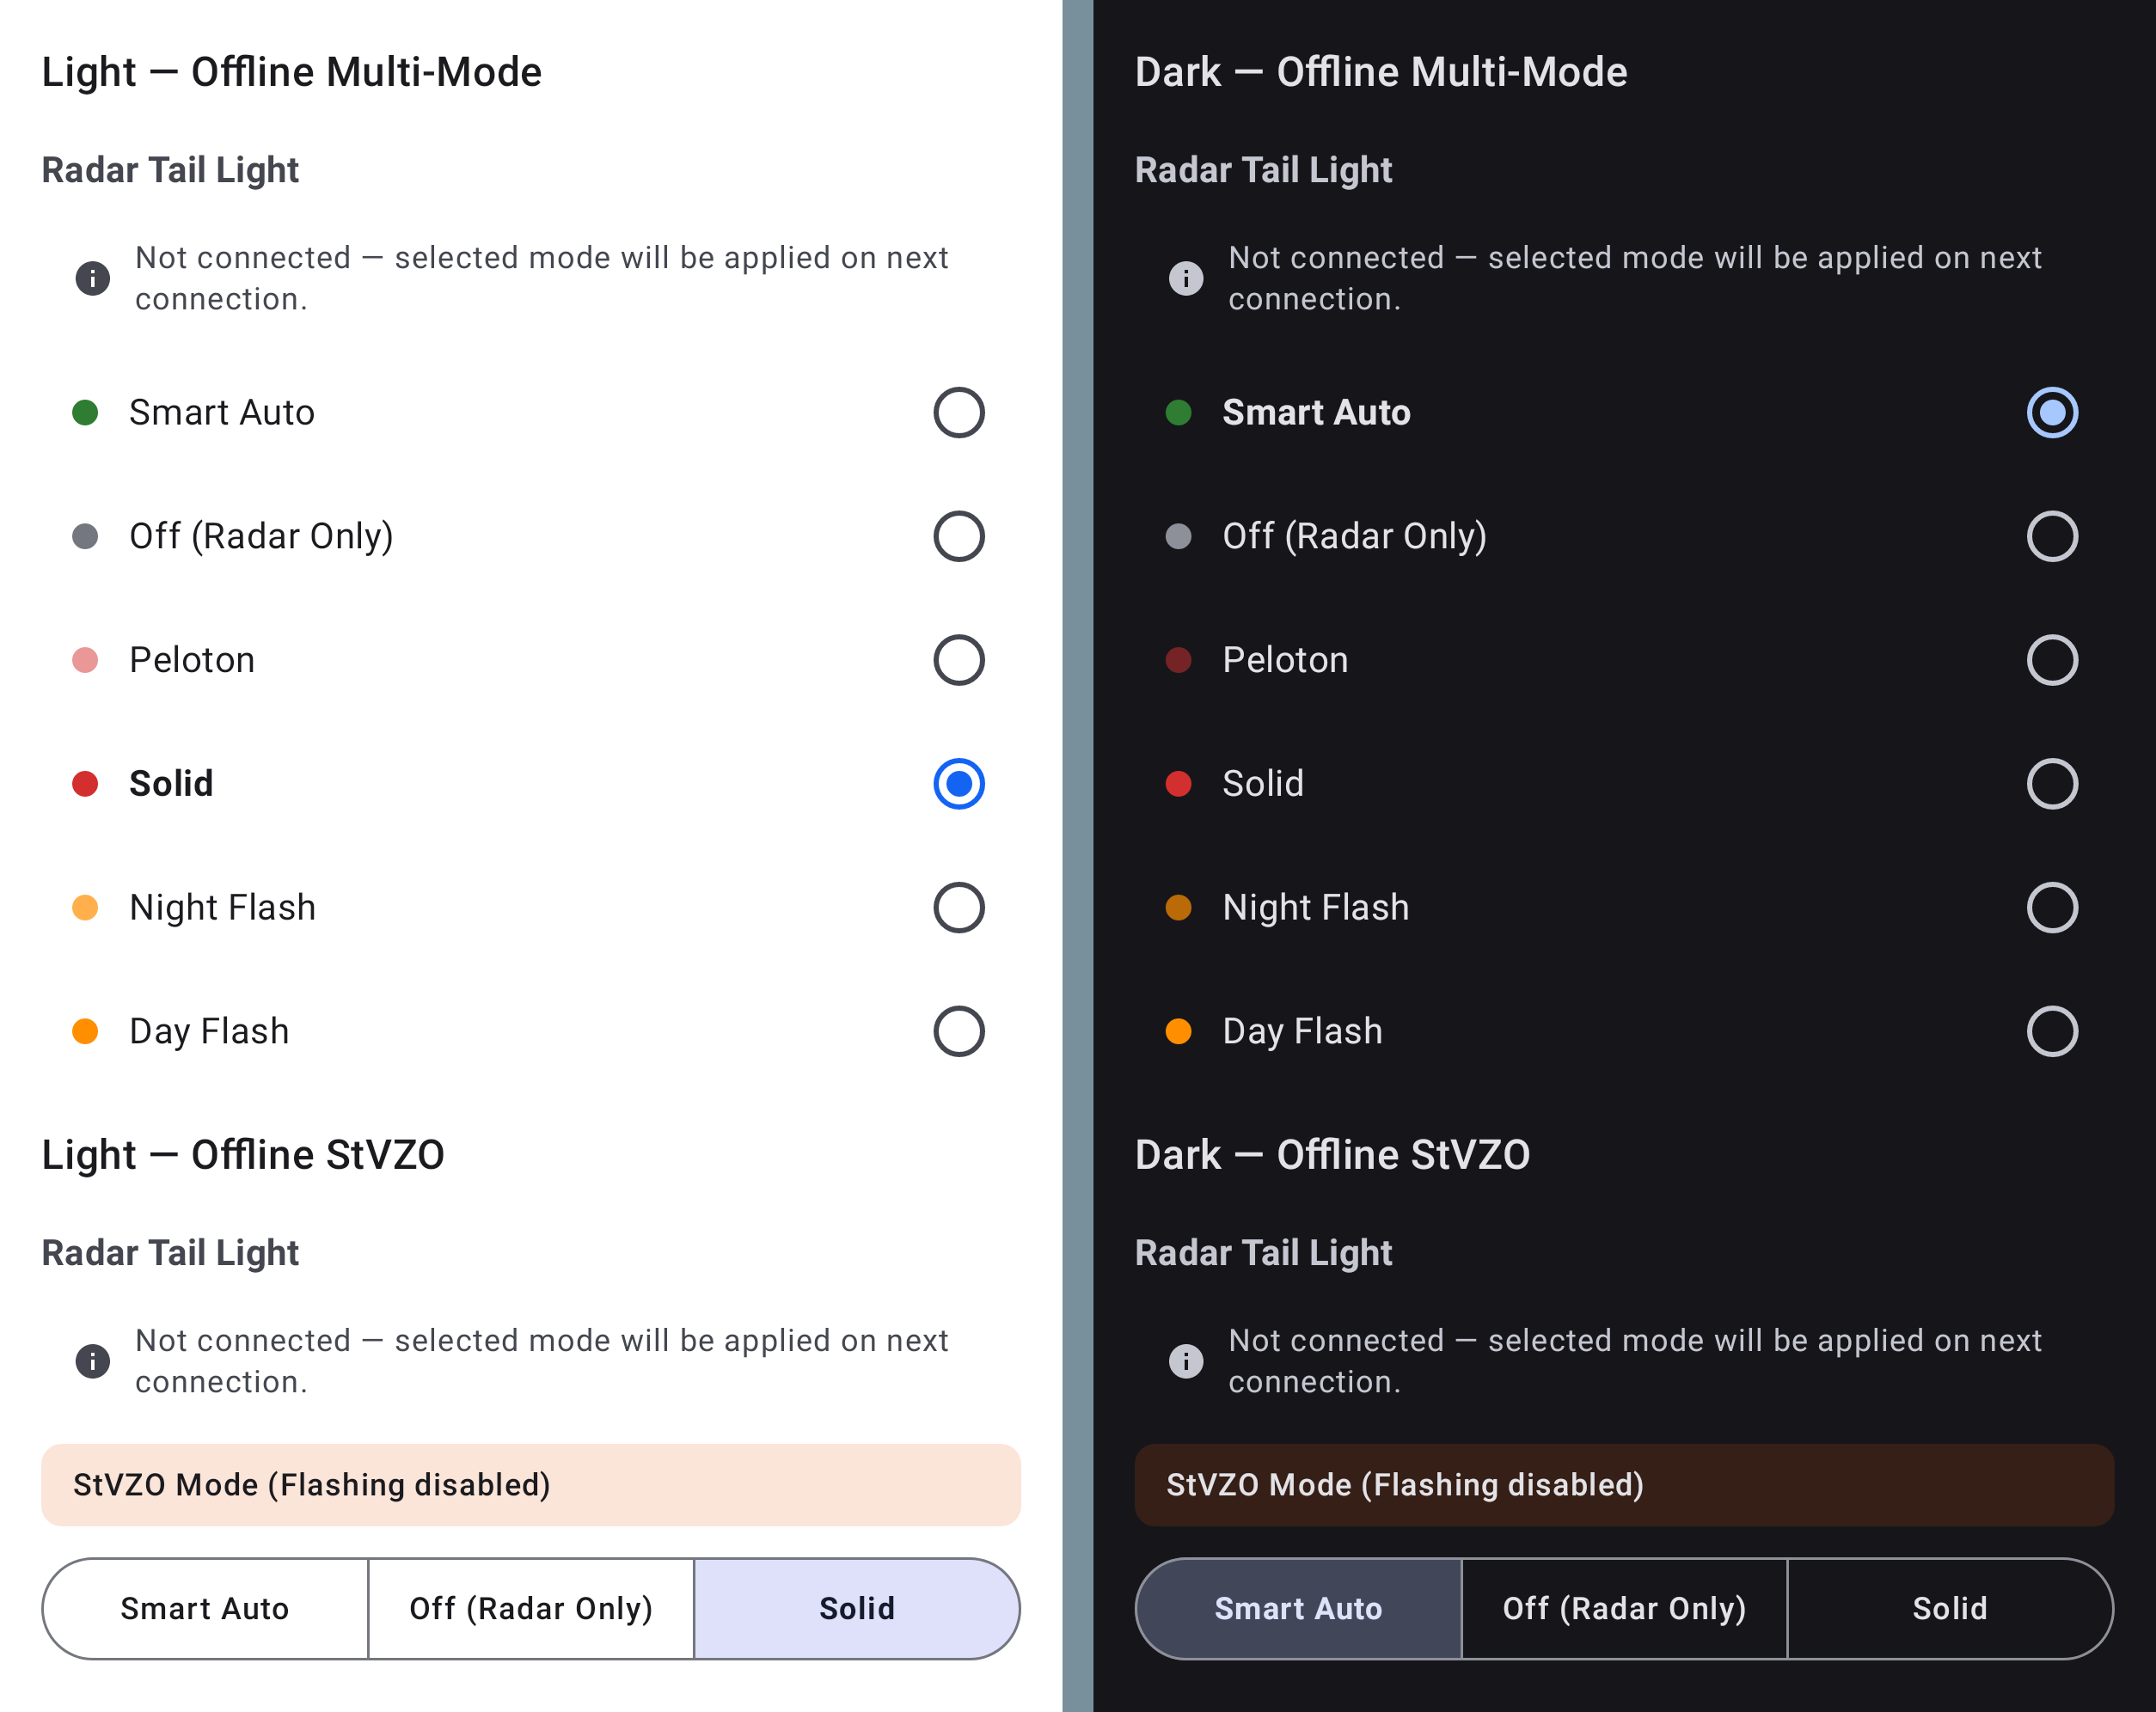 Light — Offline Multi-Mode
Radar Tail Light
Not connected — selected mode will be applied on next
connection.
Smart Auto
Off (Radar Only)
Peloton
Solid
Night Flash
Day Flash
Light — Offline StVZO
Radar Tail Light
Not connected — selected mode will be applied on next
connection.
StVZO Mode (Flashing disabled)
Smart Auto
Off (Radar Only)
Solid
Dark — Offline Multi-Mode
Radar Tail Light
Not connected — selected mode will be applied on next
connection.
Smart Auto
Off (Radar Only)
Peloton
Solid
Night Flash
Day Flash
Dark — Offline StVZO
Radar Tail Light
Not connected — selected mode will be applied on next
connection.
StVZO Mode (Flashing disabled)
Smart Auto
Off (Radar Only)
Solid